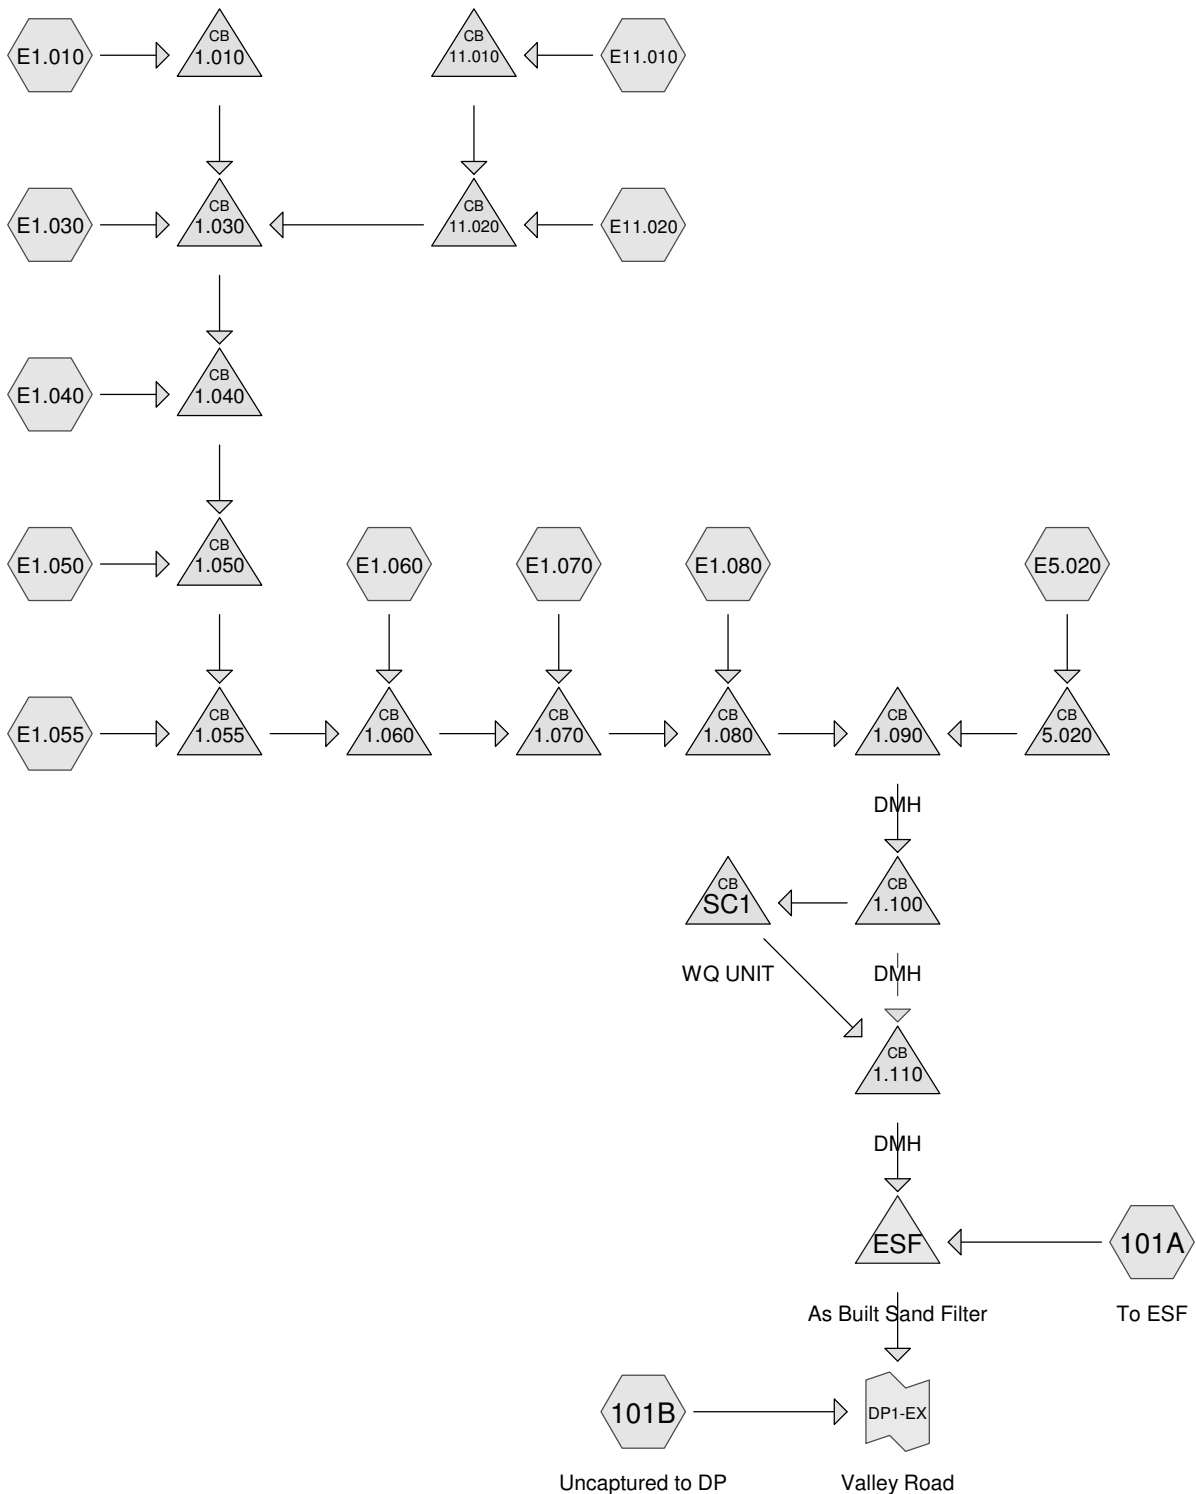 E1.010
CB
1.010
CB
11.010
E11.010
E1.030
CB
1.030
CB
11.020
E11.020
E1.040
CB
1.040
E1.050
CB
1.050
E1.060
E1.070
E1.080
E5.020
E1.055
CB
1.055
CB
1.060
CB
1.070
CB
1.080
CB
1.090
CB
5.020
DMH
CB
SC1
CB
1.100
WQ UNIT
DMH
CB
1.110
DMH
ESF
101A
As Built Sand Filter
To ESF
101B
DP1-EX
Uncaptured to DP
Valley Road